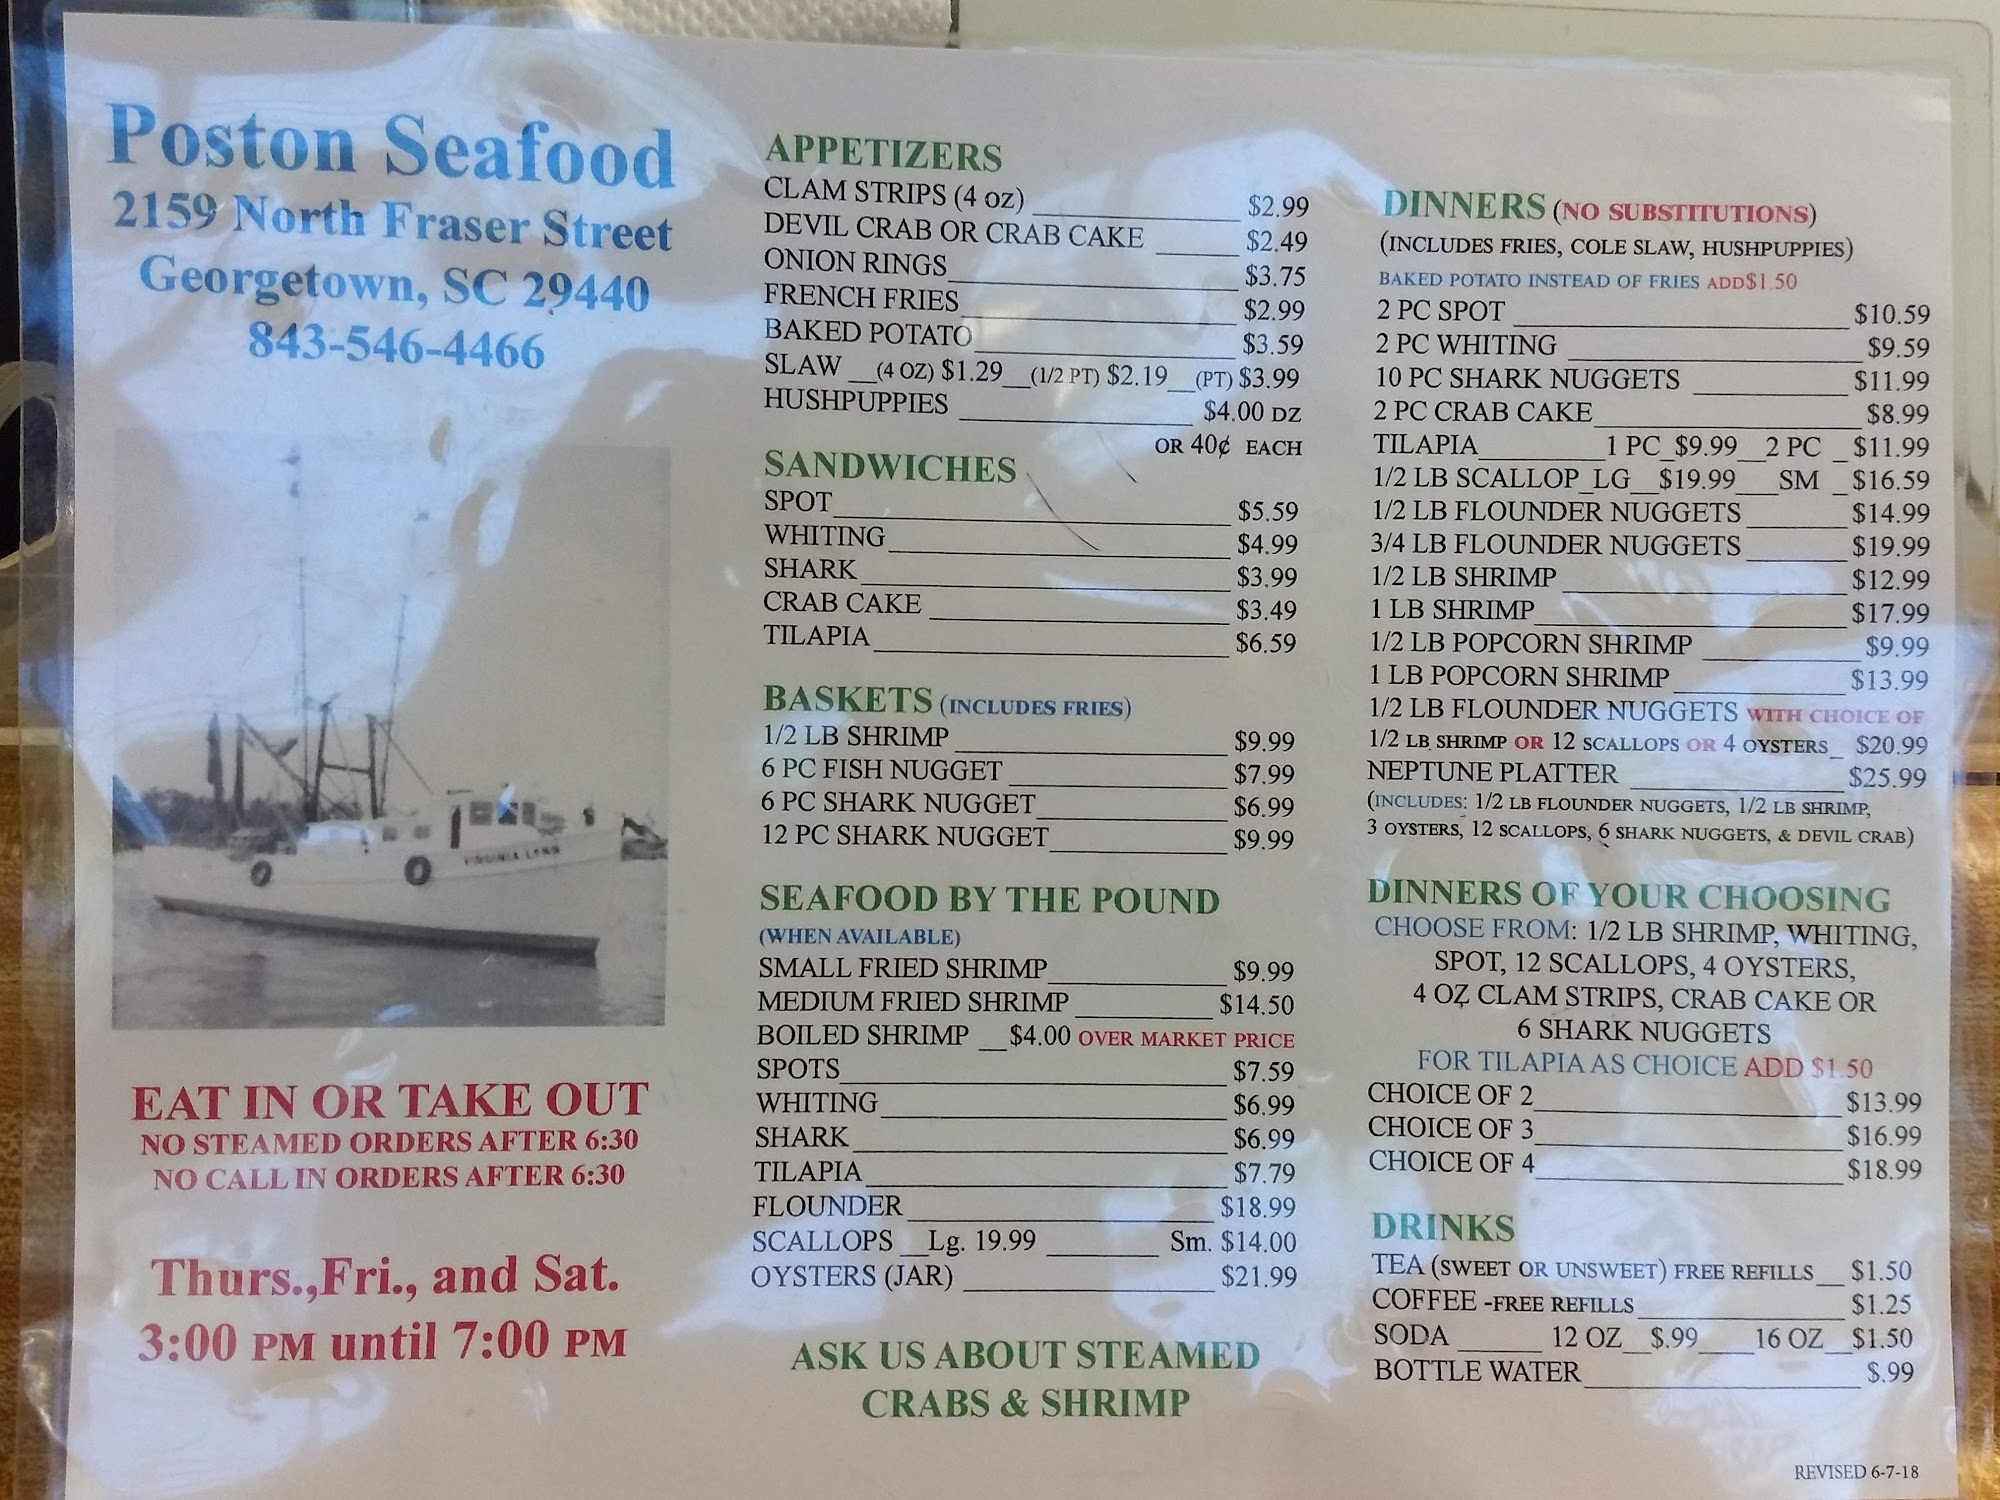 Poston Seafood
2159 North Fraser Street
Georgetown, SC 29440
843-546-4466
VIRGINIA LYNN
EAT IN OR TAKE OUT
NO STEAMED ORDERS AFTER 6:30
NO CALL IN ORDERS AFTER 6:30
Thurs.,Fri., and Sat.
3:00 PM until 7:00 PM
APPETIZERS
CLAM STRIPS (4 oz) $2.99
DEVIL CRAB OR CRAB CAKE $2.49
ONION RINGS $3.75
FRENCH FRIES $2.99
BAKED POTATO $3.59
SLAW (4 OZ) $1.29 (1/2 PT) $2.19 (PT) $3.99
HUSHPUPPIES $4.00 DZ
OR 40¢ EACH
SANDWICHES
SPOT $5.59
WHITING $4.99
SHARK $3.99
CRAB CAKE $3.49
TILAPIA $6.59
BASKETS (INCLUDES FRIES)
1/2 LB SHRIMP $9.99
6 PC FISH NUGGET $7.99
6 PC SHARK NUGGET $6.99
12 PC SHARK NUGGET $9.99
SEAFOOD BY THE POUND
(WHEN AVAILABLE)
SMALL FRIED SHRIMP $9.99
MEDIUM FRIED SHRIMP $14.50
BOILED SHRIMP $4.00 OVER MARKET PRICE
SPOTS $7.59
WHITING $6.99
SHARK $6.99
TILAPIA $7.79
FLOUNDER $18.99
SCALLOPS Lg. 19.99 Sm. $14.00
OYSTERS (JAR) $21.99
ASK US ABOUT STEAMED
CRABS & SHRIMP
DINNERS (NO SUBSTITUTIONS)
(INCLUDES FRIES, COLE SLAW, HUSHPUPPIES)
BAKED POTATO INSTEAD OF FRIES ADD$1.50
2 PC SPOT $10.59
2 PC WHITING $9.59
10 PC SHARK NUGGETS $11.99
2 PC CRAB CAKE $8.99
TILAPIA 1 PC $9.99 2 PC $11.99
1/2 LB SCALLOP LG $19.99 SM $16.59
1/2 LB FLOUNDER NUGGETS $14.99
3/4 LB FLOUNDER NUGGETS $19.99
1/2 LB SHRIMP $12.99
1 LB SHRIMP $17.99
1/2 LB POPCORN SHRIMP $9.99
1 LB POPCORN SHRIMP $13.99
1/2 LB FLOUNDER NUGGETS WITH CHOICE OF
1/2 LB SHRIMP OR 12 SCALLOPS OR 4 OYSTERS $20.99
NEPTUNE PLATTER $25.99
(INCLUDES: 1/2 LB FLOUNDER NUGGETS, 1/2 LB SHRIMP,
3 OYSTERS, 12 SCALLOPS, 6 SHARK NUGGETS, & DEVIL CRAB)
DINNERS OF YOUR CHOOSING
CHOOSE FROM: 1/2 LB SHRIMP, WHITING,
SPOT, 12 SCALLOPS, 4 OYSTERS,
4 OZ CLAM STRIPS, CRAB CAKE OR
6 SHARK NUGGETS
FOR TILAPIA AS CHOICE ADD $1.50
CHOICE OF 2 $13.99
CHOICE OF 3 $16.99
CHOICE OF 4 $18.99
DRINKS
TEA (SWEET OR UNSWEET) FREE REFILLS $1.50
COFFEE -FREE REFILLS $1.25
SODA 12 OZ $.99 16 OZ $1.50
BOTTLE WATER $.99
REVISED 6-7-18